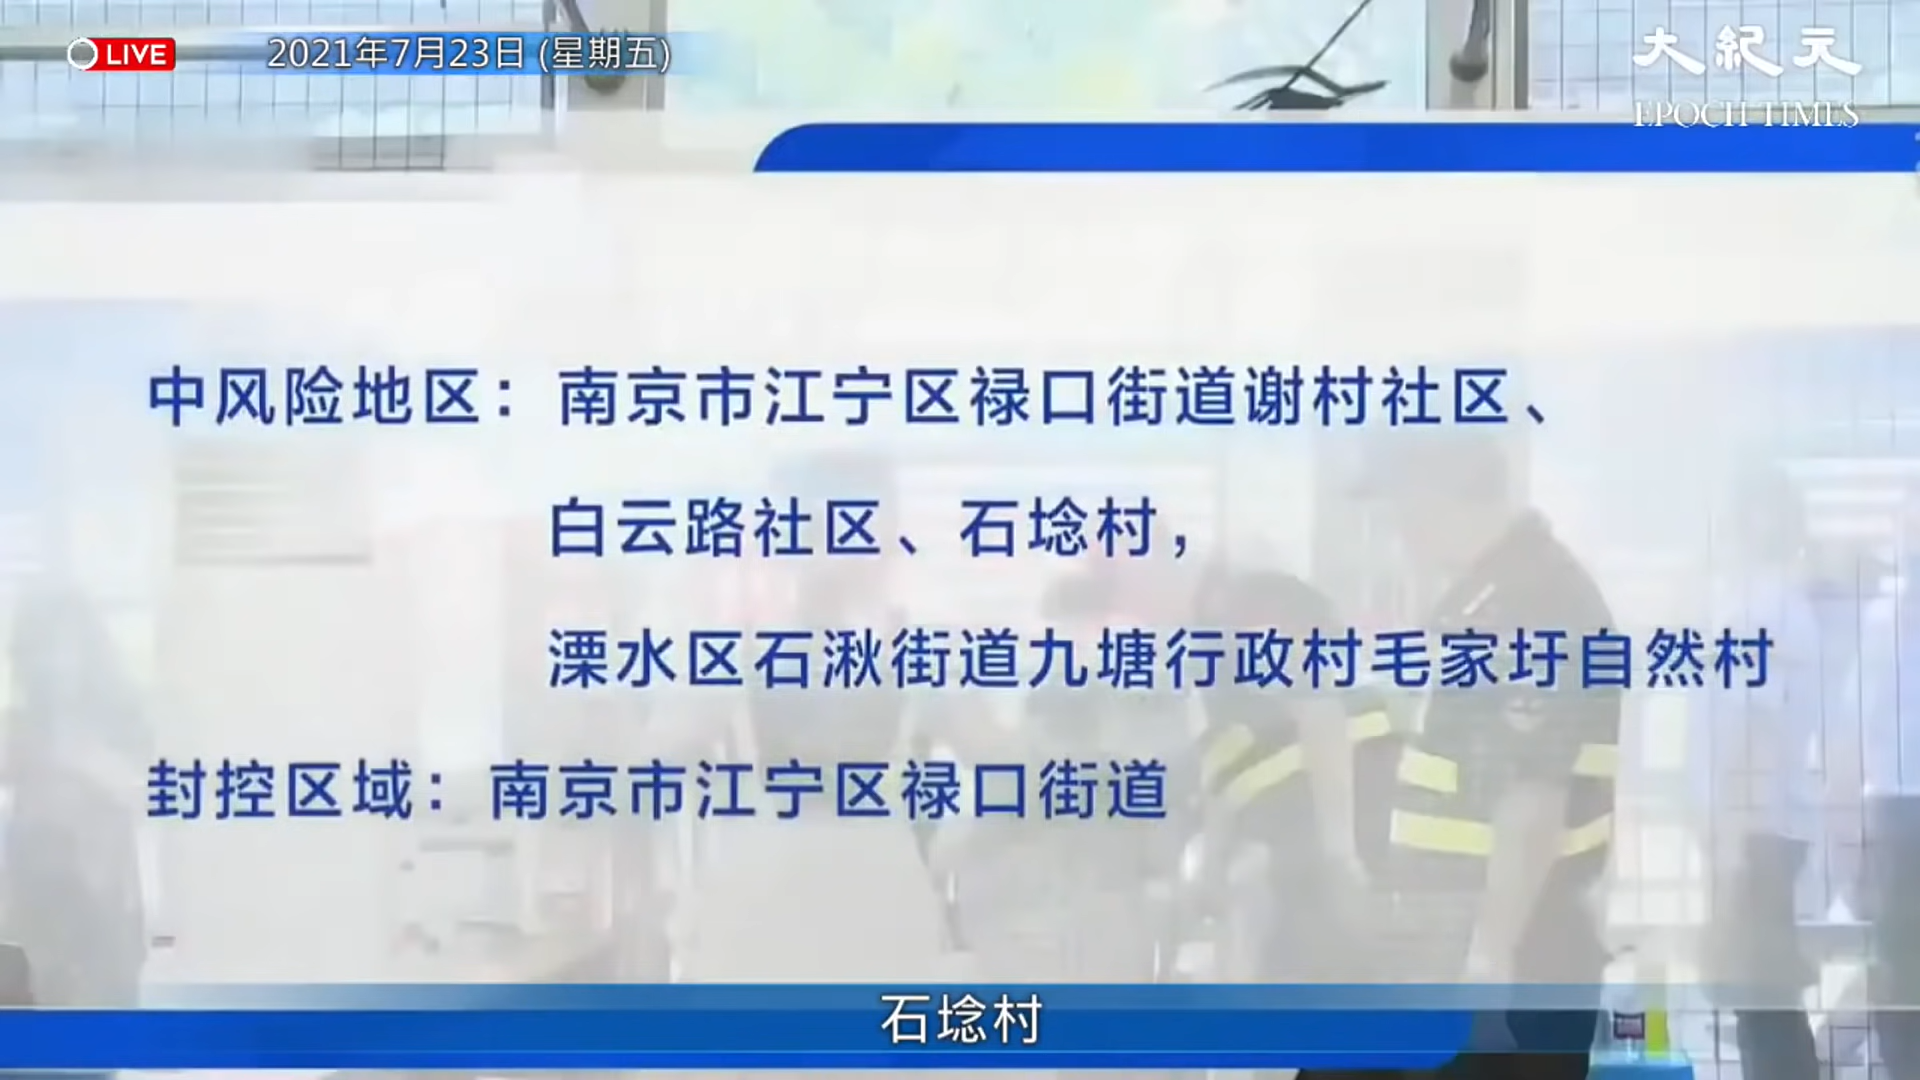 LIVE
2021年7月23日 (星期五)
大紀元
EPOCH TIMES
中风险地区：南京市江宁区禄口街道谢村社区、
白云路社区、石埝村，
溧水区石湫街道九塘行政村毛家圩自然村
封控区域：南京市江宁区禄口街道
石埝村